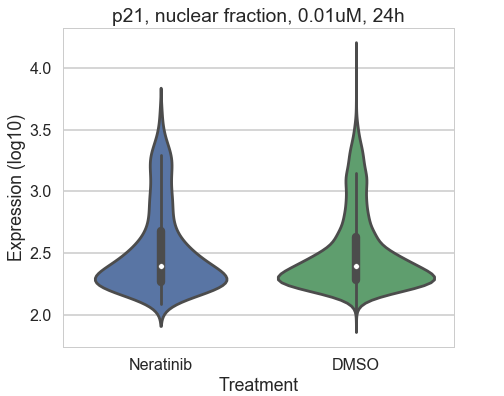 p21, nuclear fraction, 0.01uM, 24h
Expression (log10)
4.0
3.5
3.0
2.5
2.0
Neratinib DMSO
Treatment